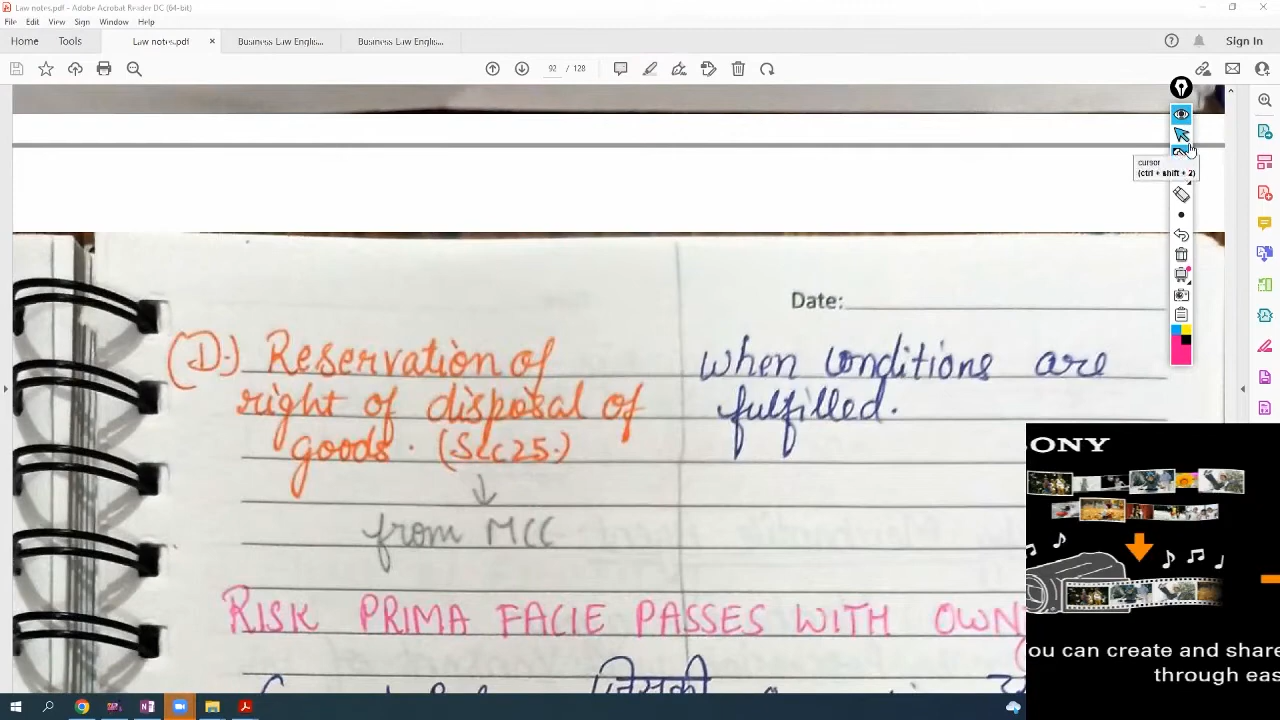 Law notes.pdf - Adobe Acrobat Reader DC (64-bit)
File Edit View Sign Window Help
Home Tools Law notes.pdf × Business Law Englis... Business Law Englis... Sign In
92 / 128
cursor
(ctrl + shift + 2)
Date:
(D.) Reservation of
right of disposal of
goods. (Sec25.)
↓
from MCC
when conditions are
fulfilled.
RISK PRIMA FACIE PASSES WITH OWN
जिसकी
SONY
ou can create and share
through eas